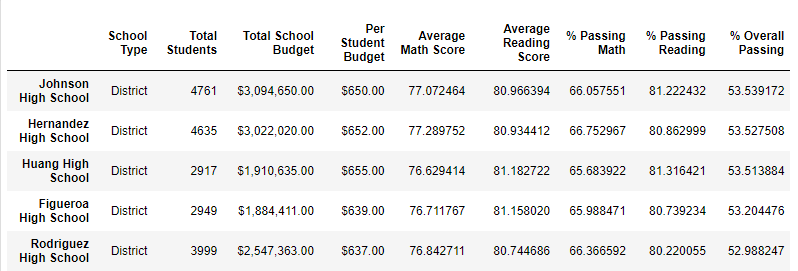 School Type Total Students Total School Budget Per Student Budget Average Math Score Average Reading Score % Passing Math % Passing Reading % Overall Passing
Johnson High School District 4761 $3,094,650.00 $650.00 77.072464 80.966394 66.057551 81.222432 53.539172
Hernandez High School District 4635 $3,022,020.00 $652.00 77.289752 80.934412 66.752967 80.862999 53.527508
Huang High School District 2917 $1,910,635.00 $655.00 76.629414 81.182722 65.683922 81.316421 53.513884
Figueroa High School District 2949 $1,884,411.00 $639.00 76.711767 81.158020 65.988471 80.739234 53.204476
Rodriguez High School District 3999 $2,547,363.00 $637.00 76.842711 80.744686 66.366592 80.220055 52.988247